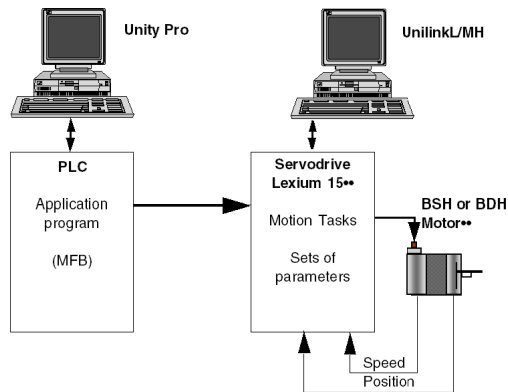 Unity Pro
UnilinkL/MH
PLC
Application
program
(MFB)
Servodrive
Lexium 15••
Motion Tasks
Sets of
parameters
BSH or BDH
Motor••
Speed
Position